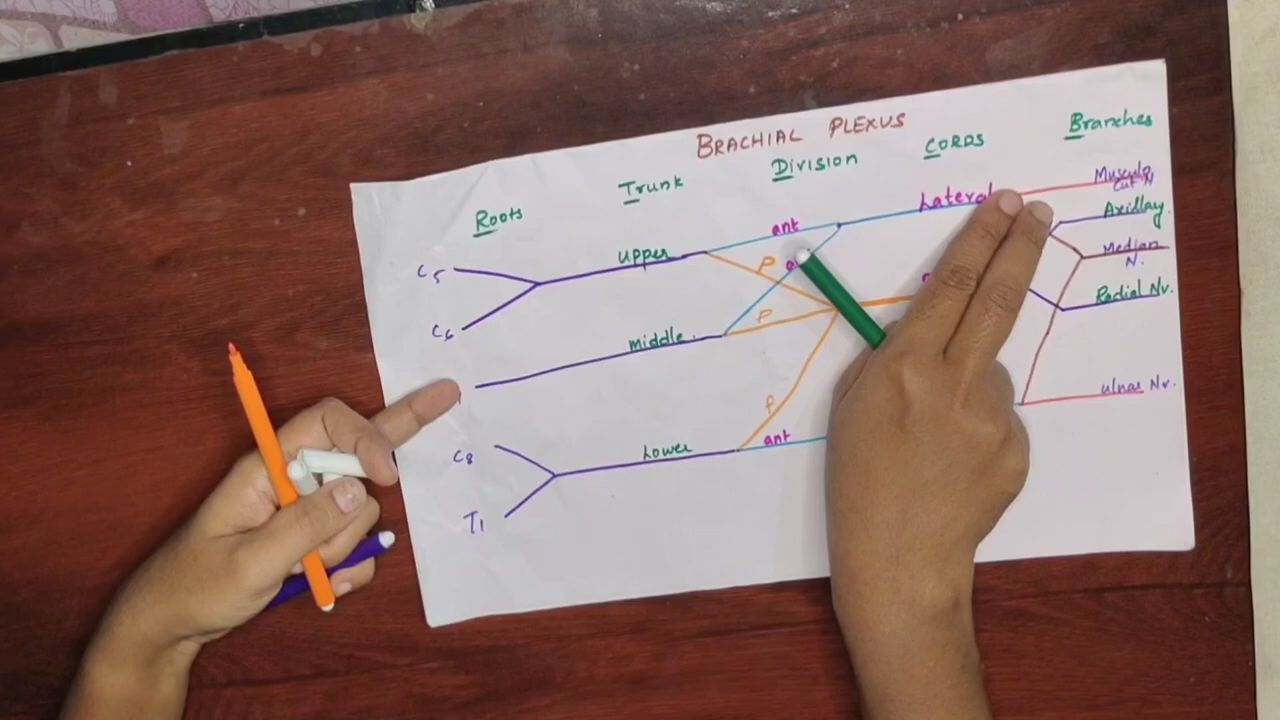 BRACHIAL PLEXUS
Roots Trunk Division CORDS Branches
C5
C6
C8
T1
upper
middle
Lower
ant
P
a
P
P
ant
Lateral
Musculo
Cut N
Axillay
Median
N.
Radial Nv.
ulnar Nv.